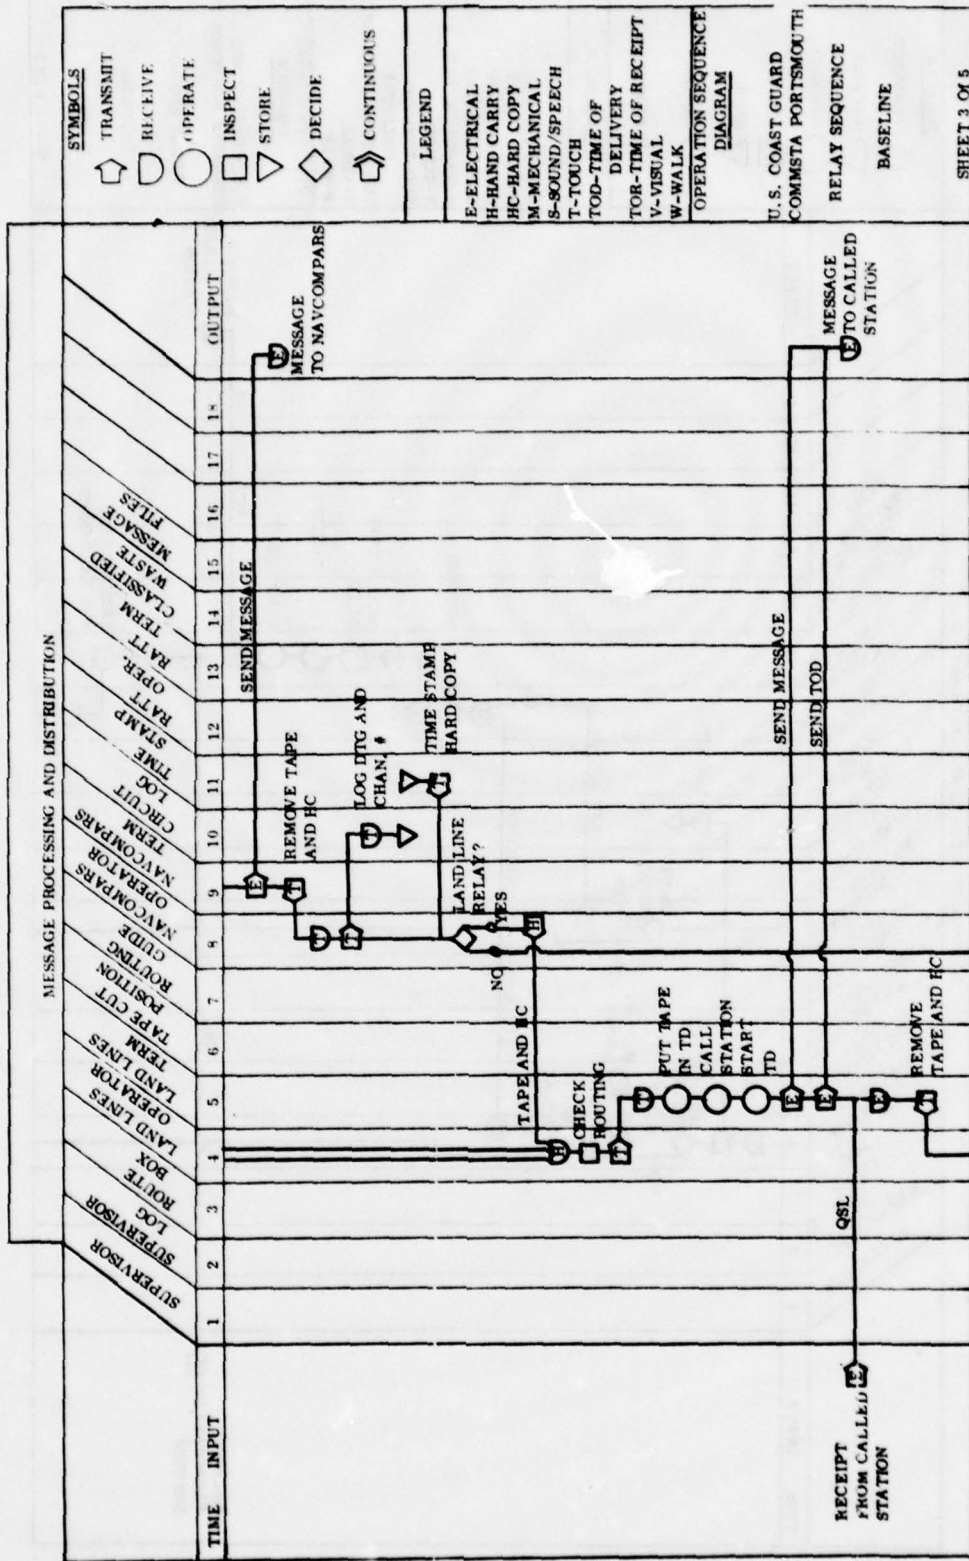 MESSAGE PROCESSING AND DISTRIBUTION
SUPERVISOR
SUPERVISOR
LOG
ROUTE
BOX
LAND LINES
OPERATOR
LAND LINES
TERM
TAPE CUT
POSITION
ROUTING
GUIDE
NAVCOMPARS
OPERATOR
NAVCOMPARS
TERM
CIRCUIT
LOG
TIME
STAMP
RATT
OPER.
RATT
TERM
CLASSIFIED
WASTE
MESSAGE
FILES
TIME INPUT 1 2 3 4 5 6 7 8 9 10 11 12 13 14 15 16 17 18 OUTPUT
SEND MESSAGE
E
E
MESSAGE
TO NAVCOMPARS
T
REMOVE TAPE
AND HC
T
T
LOG DTG AND
CHAN. #
T
TIME STAMP
HARD COPY
T
LAND LINE
RELAY?
NO
YES
H
TAPE AND HC
H
CHECK
ROUTING
T
T
PUT TAPE
IN TD
CALL
STATION
START
TD
E
SEND MESSAGE
E
SEND TOD
E
MESSAGE
TO CALLED
STATION
RECEIPT
FROM CALLED
STATION
E
QSL
E
T
REMOVE
TAPE AND HC
SYMBOLS
TRANSMIT
RECEIVE
OPERATE
INSPECT
STORE
DECIDE
CONTINUOUS
LEGEND
E-ELECTRICAL
H-HAND CARRY
HC-HARD COPY
M-MECHANICAL
S-SOUND/SPEECH
T-TOUCH
TOD-TIME OF
DELIVERY
TOR-TIME OF RECEIPT
V-VISUAL
W-WALK
OPERATION SEQUENCE
DIAGRAM
U. S. COAST GUARD
COMMSTA PORTSMOUTH
RELAY SEQUENCE
BASELINE
SHEET 3 Of 5